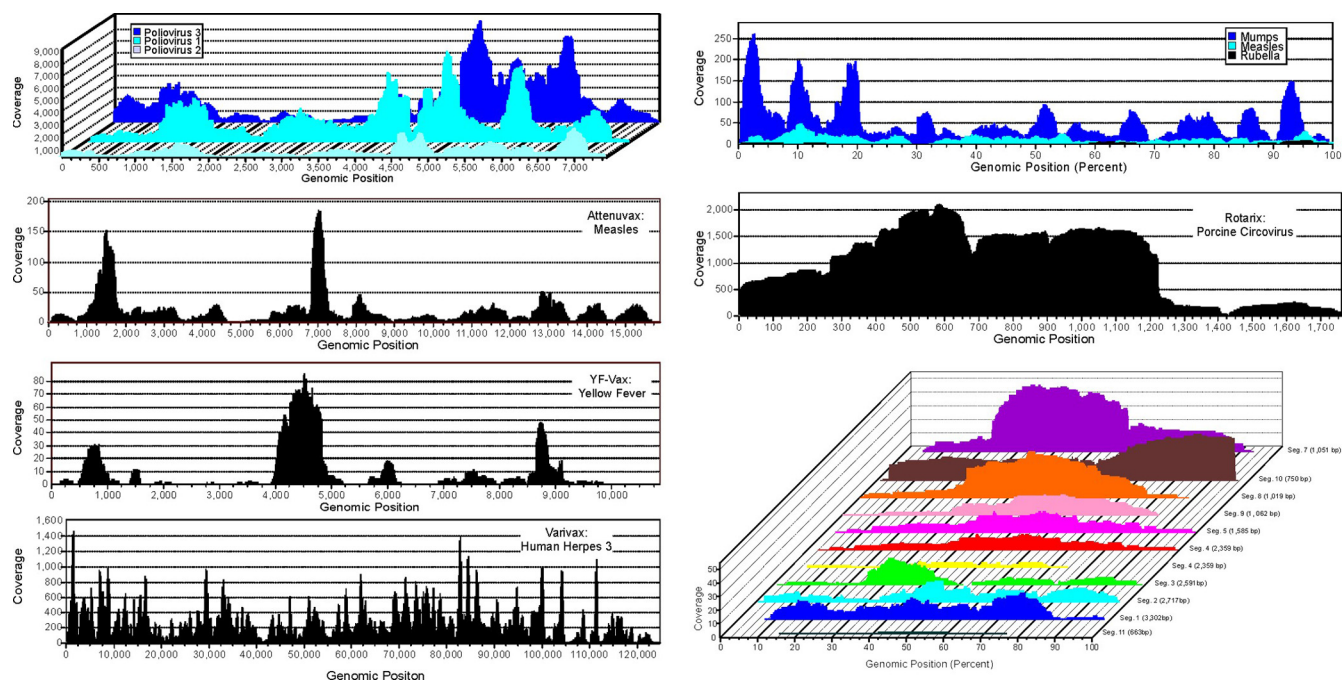 Poliovirus 3
Poliovirus 1
Poliovirus 2
Coverage
9,000
8,000
7,000
6,000
5,000
4,000
3,000
2,000
1,000
0 500 1,000 1,500 2,000 2,500 3,000 3,500 4,000 4,500 5,000 5,500 6,000 6,500 7,000
Genomic Position
Mumps
Measles
Rubella
Coverage
250
200
150
100
50
0
0 10 20 30 40 50 60 70 80 90 100
Genomic Position (Percent)
Attenuvax:
Measles
Coverage
200
150
100
50
0
0 1,000 2,000 3,000 4,000 5,000 6,000 7,000 8,000 9,000 10,000 11,000 12,000 13,000 14,000 15,000
Genomic Position
Rotarix:
Porcine Circovirus
Coverage
2,000
1,500
1,000
500
0
0 100 200 300 400 500 600 700 800 900 1,000 1,100 1,200 1,300 1,400 1,500 1,600 1,700
Genomic Position
YF-Vax:
Yellow Fever
Coverage
80
70
60
50
40
30
20
10
0
0 1,000 2,000 3,000 4,000 5,000 6,000 7,000 8,000 9,000 10,000
Genomic Position
Varivax:
Human Herpes 3
Coverage
1,600
1,400
1,200
1,000
800
600
400
200
0
0 10,000 20,000 30,000 40,000 50,000 60,000 70,000 80,000 90,000 100,000 110,000 120,000
Genomic Positon
Seg. 7 (1,051 bp)
Seg. 10 (750 bp)
Seg. 8 (1,019 bp)
Seg. 9 (1,062 bp)
Seg. 5 (1,585 bp)
Seg. 4 (2,359 bp)
Seg. 4 (2,359 bp)
Seg. 3 (2,591bp)
Seg. 2 (2,717bp)
Seg. 1 (3,302bp)
Seg. 11 (663bp)
Coverage
50
40
30
20
10
0
0 10 20 30 40 50 60 70 80 90 100
Genomic Position (Percent)